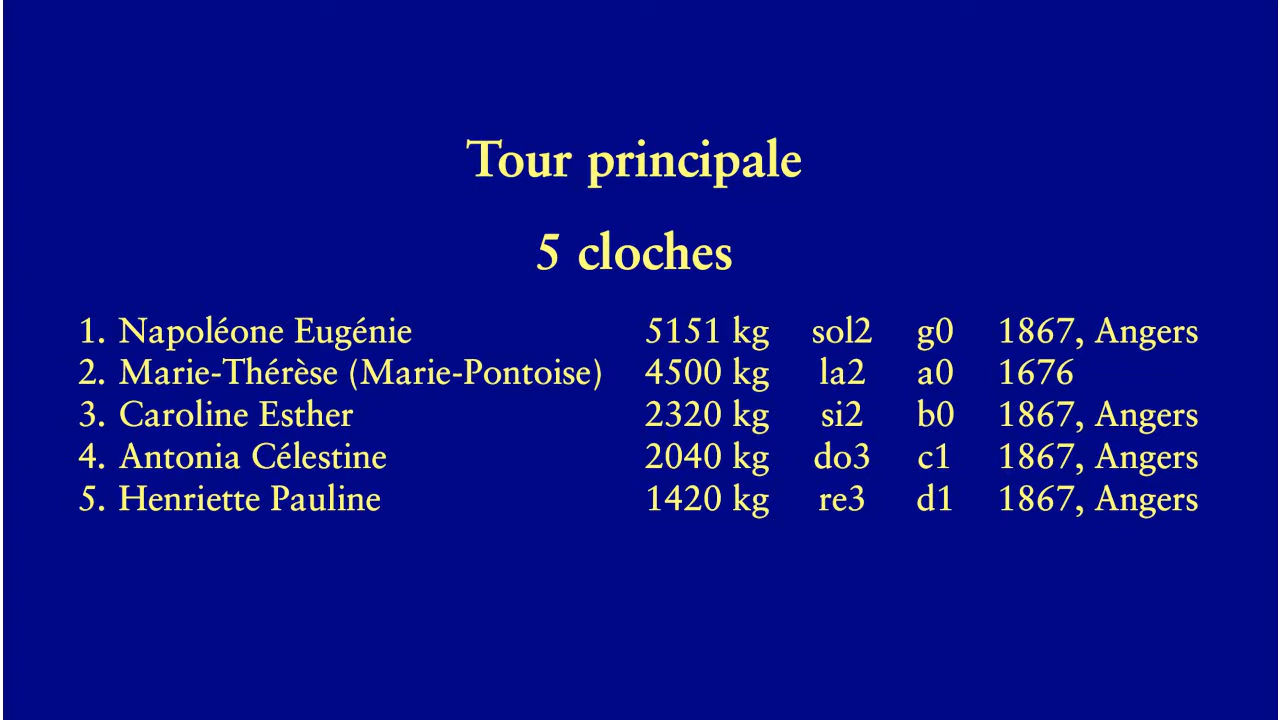 Tour principale
5 cloches
1. Napoléone Eugénie 5151 kg sol2 g0 1867, Angers
2. Marie-Thérèse (Marie-Pontoise) 4500 kg la2 a0 1676
3. Caroline Esther 2320 kg si2 b0 1867, Angers
4. Antonia Célestine 2040 kg do3 c1 1867, Angers
5. Henriette Pauline 1420 kg re3 d1 1867, Angers